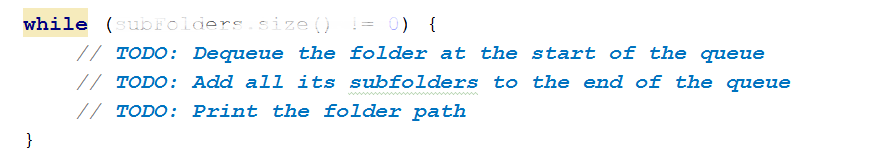 while (subFolders.size() != 0) {
// TODO: Dequeue the folder at the start of the queue
// TODO: Add all its subfolders to the end of the queue
// TODO: Print the folder path
}